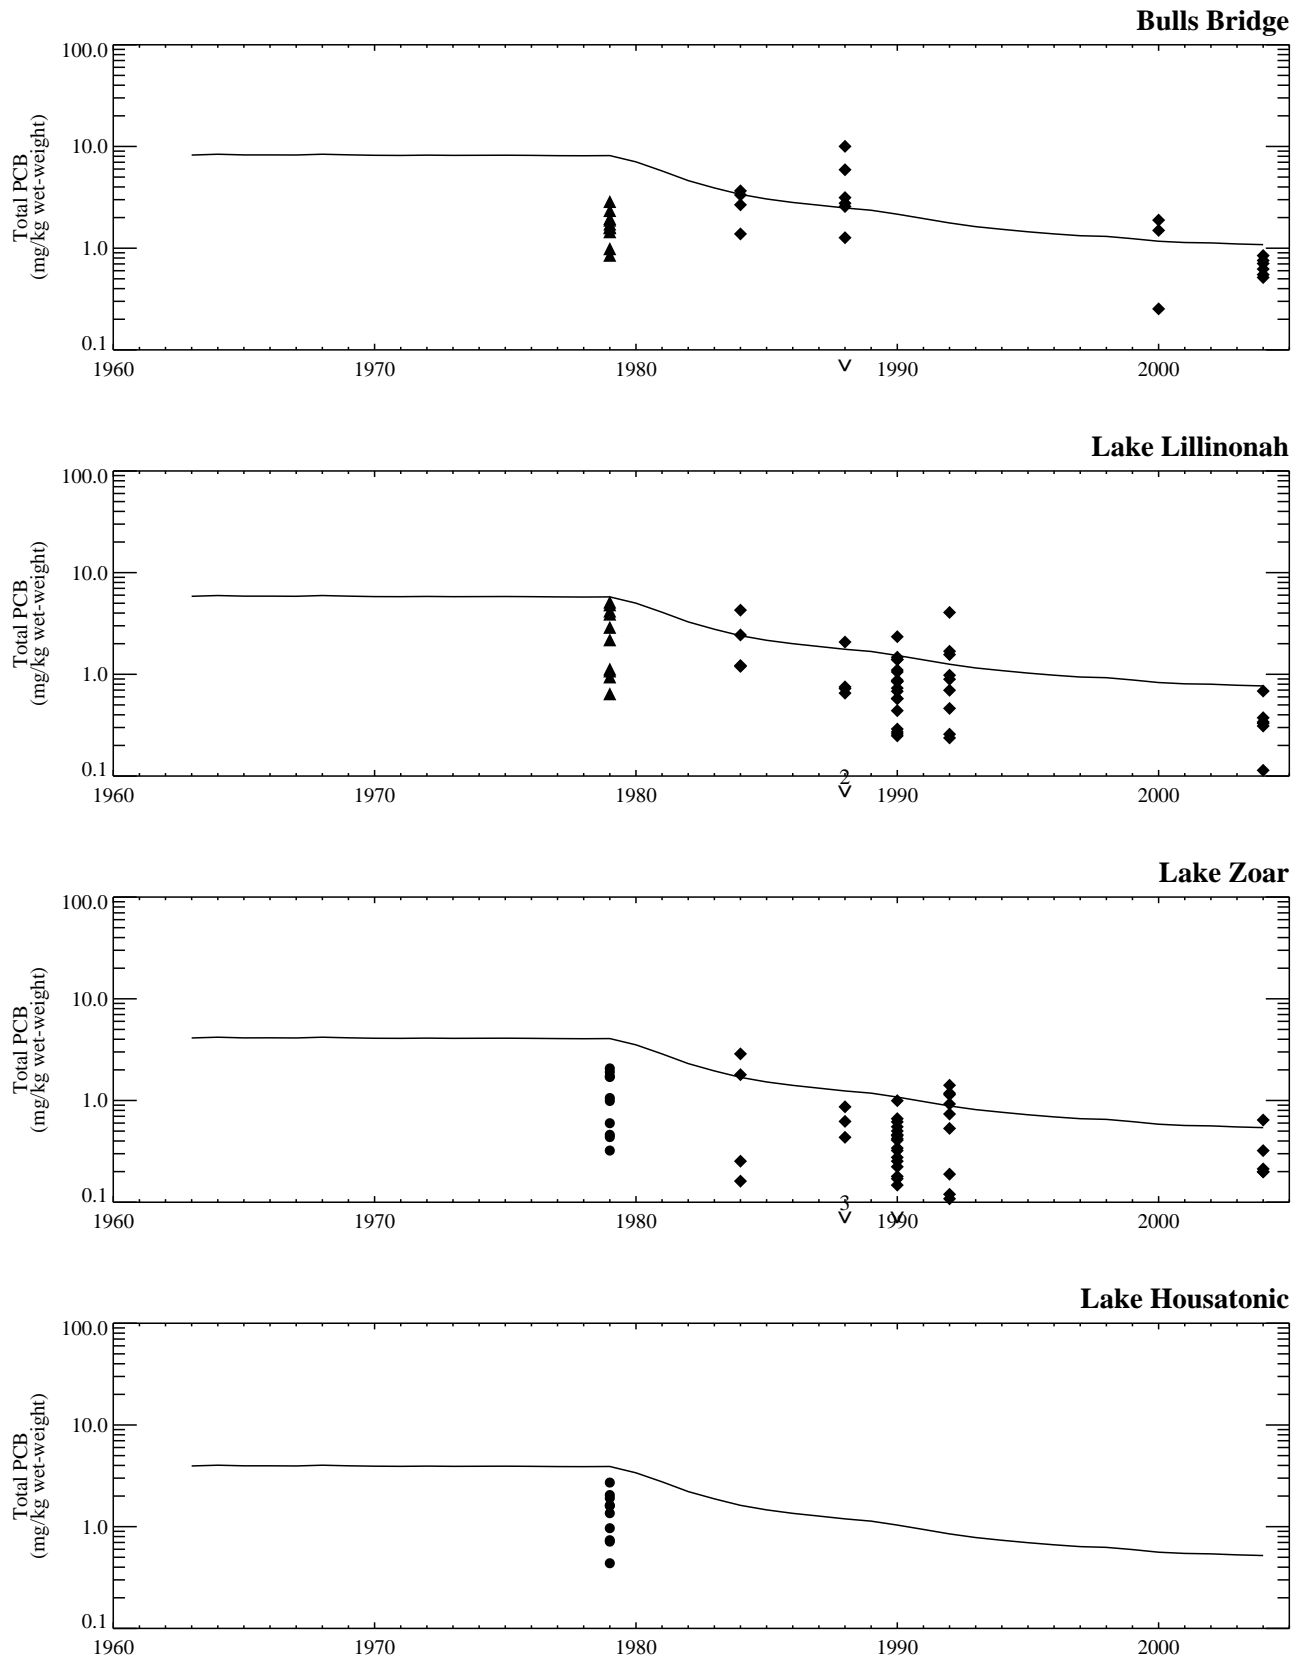 Bulls Bridge
100.0
10.0
1.0
0.1
Total PCB
(mg/kg wet-weight)
1960 1970 1980 1990 2000
Lake Lillinonah
100.0
10.0
1.0
0.1
Total PCB
(mg/kg wet-weight)
2
1960 1970 1980 1990 2000
Lake Zoar
100.0
10.0
1.0
0.1
Total PCB
(mg/kg wet-weight)
3
1960 1970 1980 1990 2000
Lake Housatonic
100.0
10.0
1.0
0.1
Total PCB
(mg/kg wet-weight)
1960 1970 1980 1990 2000